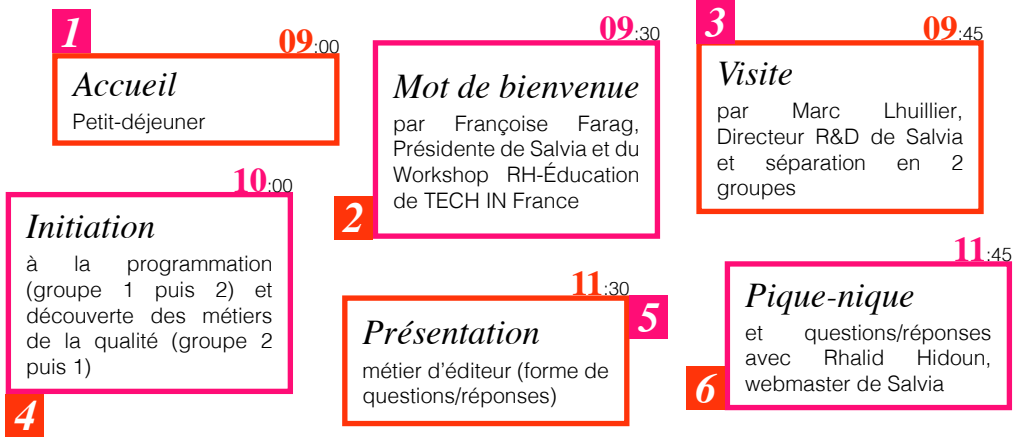 1
09:00
Accueil
Petit-déjeuner
09:30
Mot de bienvenue
par Françoise Farag,
Présidente de Salvia et du
Workshop RH-Éducation
de TECH IN France
2
3
09:45
Visite
par Marc Lhuillier,
Directeur R&D de Salvia
et séparation en 2
groupes
10:00
Initiation
à la programmation
(groupe 1 puis 2) et
découverte des métiers
de la qualité (groupe 2
puis 1)
4
11:30
Présentation
métier d'éditeur (forme de
questions/réponses)
5
11:45
Pique-nique
et questions/réponses
avec Rhalid Hidoun,
webmaster de Salvia
6